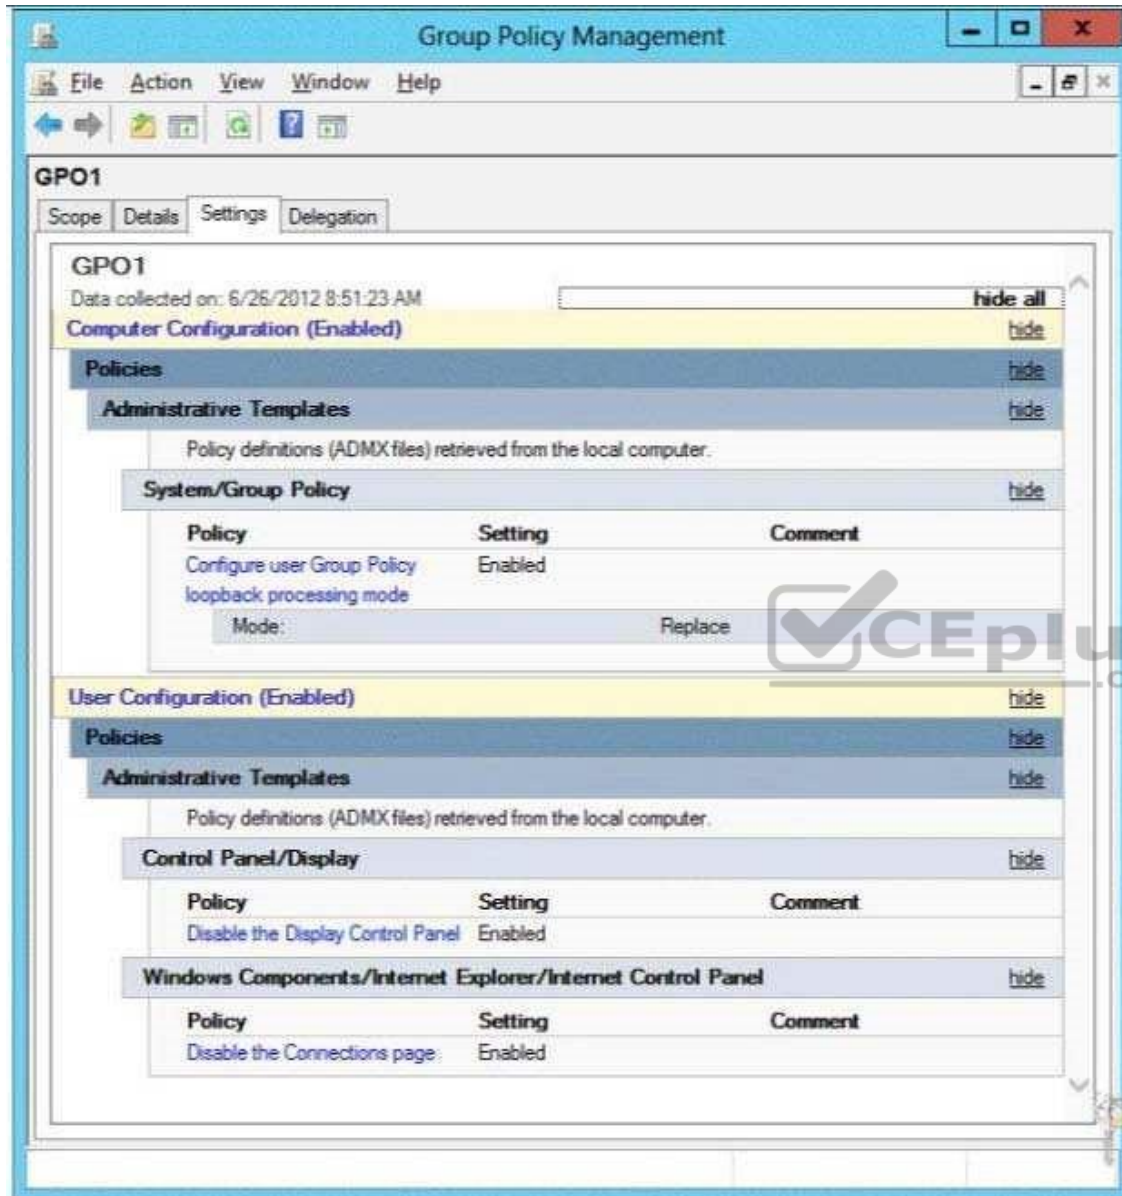 Group Policy Management
File Action View Window Help
GPO1
Scope Details Settings Delegation
GPO1
Data collected on: 6/26/2012 8:51:23 AM hide all
Computer Configuration (Enabled) hide
Policies hide
Administrative Templates hide
Policy definitions (ADMX files) retrieved from the local computer.
System/Group Policy hide
Policy Setting Comment
Configure user Group Policy Enabled
loopback processing mode
Mode: Replace
CEplu
User Configuration (Enabled) hide
Policies hide
Administrative Templates hide
Policy definitions (ADMX files) retrieved from the local computer.
Control Panel/Display hide
Policy Setting Comment
Disable the Display Control Panel Enabled
Windows Components/Internet Explorer/Internet Control Panel hide
Policy Setting Comment
Disable the Connections page Enabled